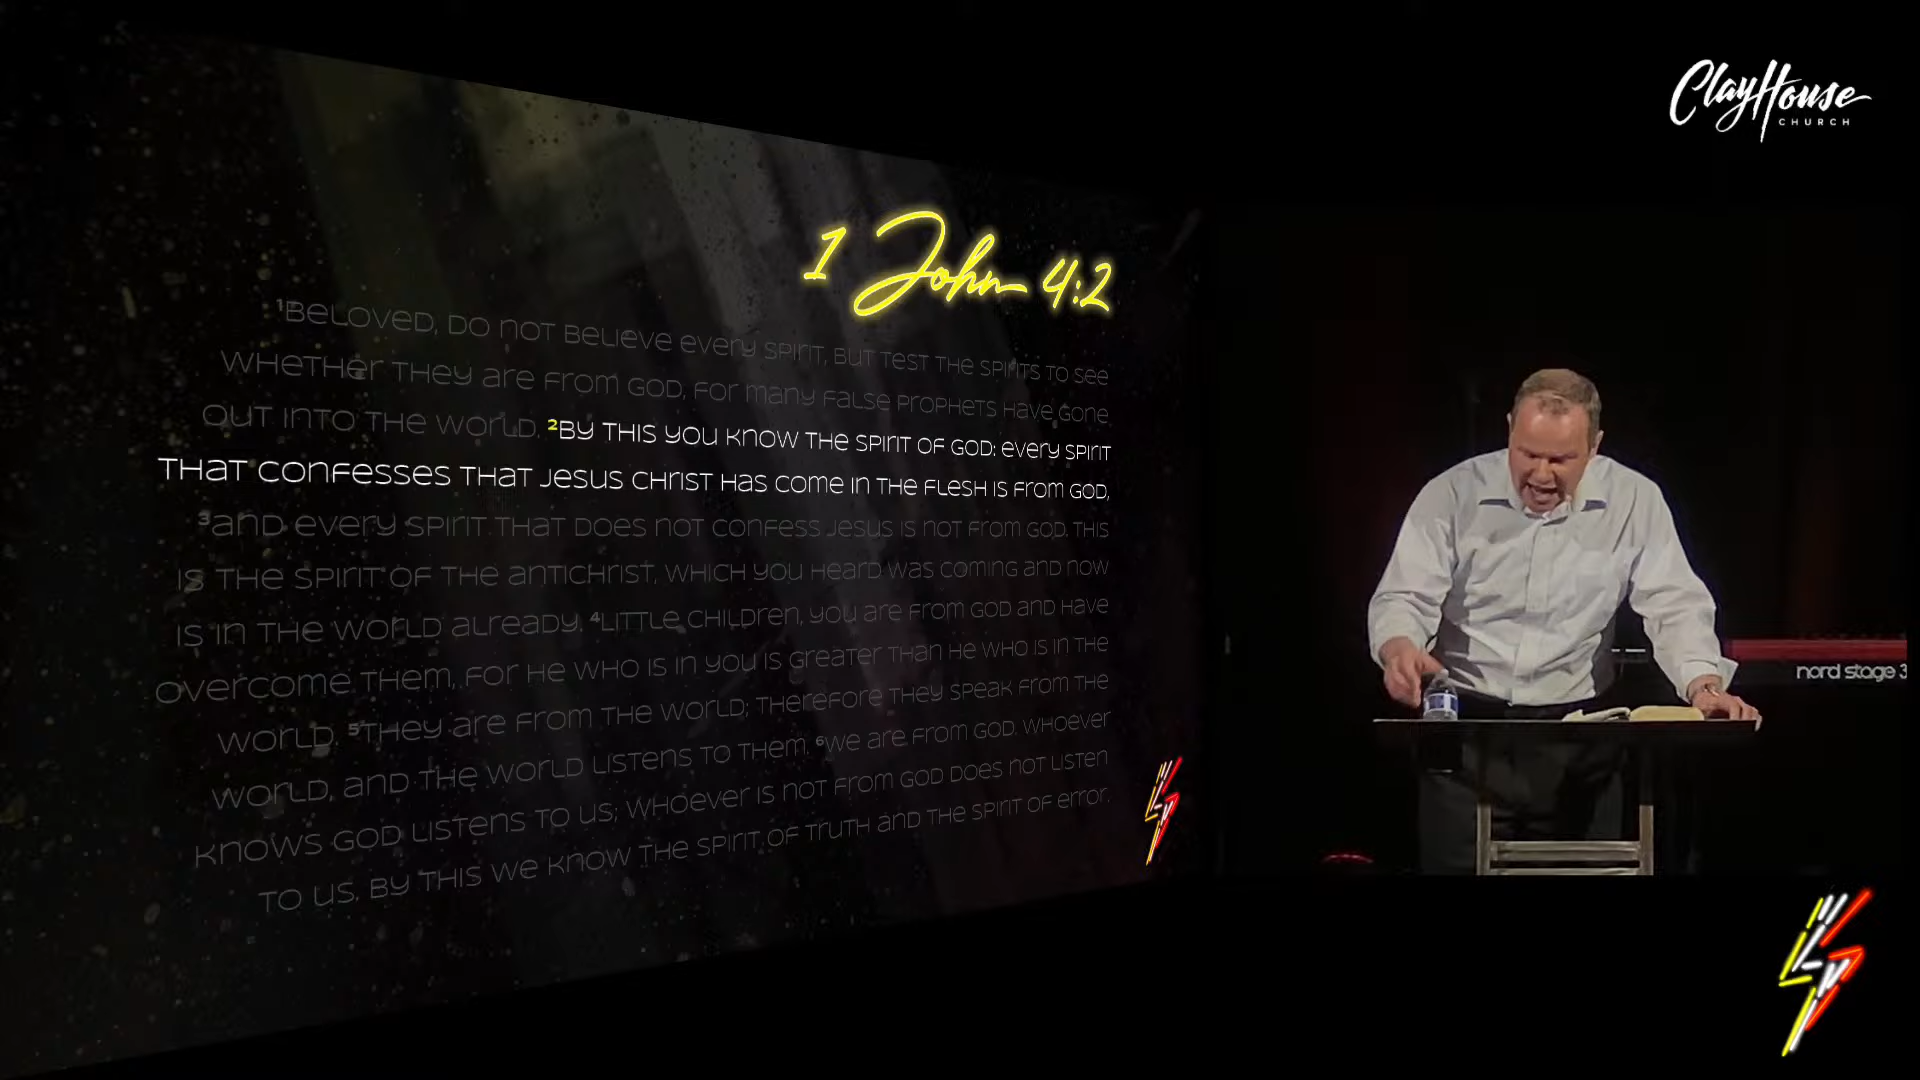 ClayHouse
CHURCH
1 John 4:2
1Beloved, do not believe every spirit, but test the spirits to see
whether they are from God, for many false prophets have gone
out into the world. 2By this you know the Spirit of God: every spirit
that confesses that Jesus Christ has come in the flesh is from God,
3and every spirit that does not confess Jesus is not from God. This
is the spirit of the antichrist, which you heard was coming and now
is in the world already. 4Little children, you are from God and have
overcome them, for he who is in you is greater than he who is in the
world. 5They are from the world; therefore they speak from the
world, and the world listens to them. 6We are from God. Whoever
knows God listens to us; whoever is not from God does not listen
to us. By this we know the Spirit of truth and the spirit of error.
nord stage 3